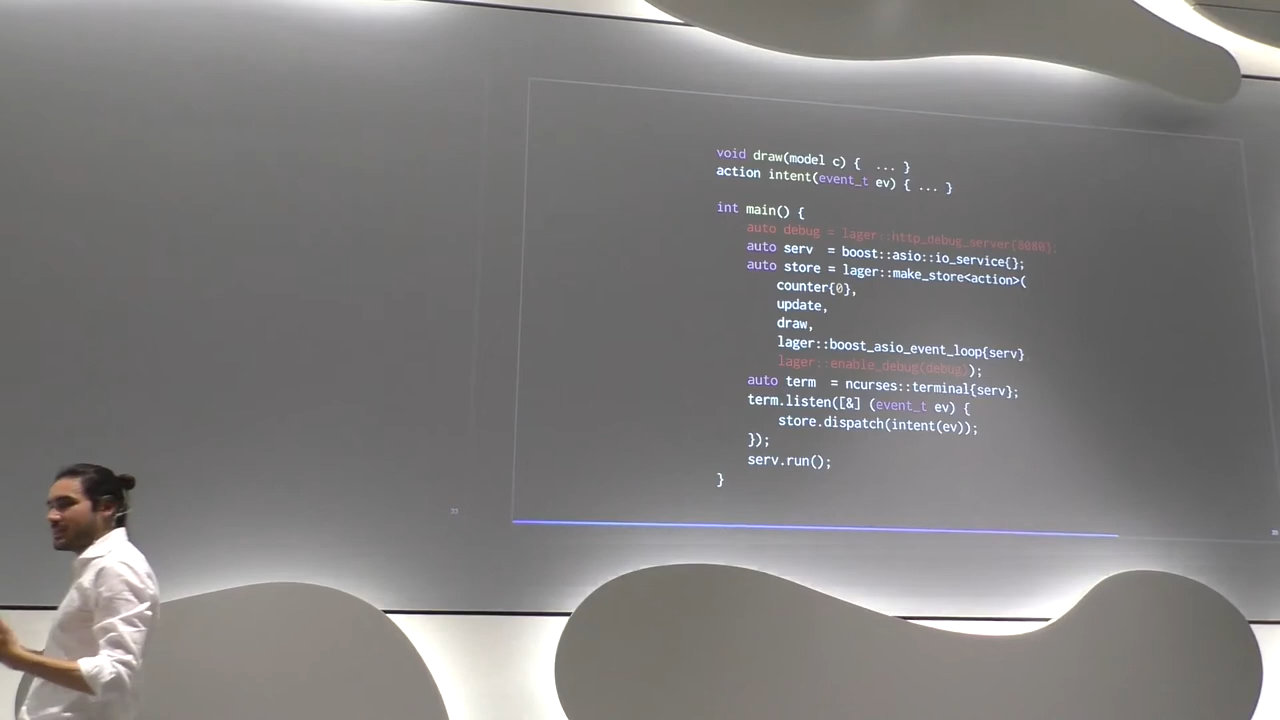 void draw(model c) { ... }
action intent(event_t ev) { ... }
int main() {
auto debug = lager::http_debug_server{8080};
auto serv = boost::asio::io_service{};
auto store = lager::make_store<action>(
counter{0},
update,
draw,
lager::boost_asio_event_loop{serv}
lager::enable_debug(debug));
auto term = ncurses::terminal{serv};
term.listen([&] (event_t ev) {
store.dispatch(intent(ev));
});
serv.run();
}